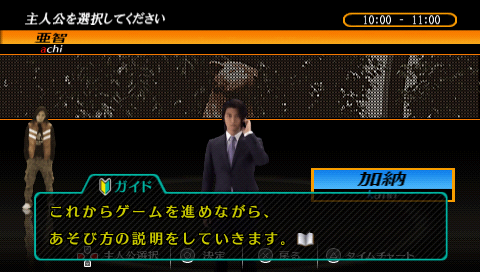 主人公を選択してください
10:00 - 11:00
亜智
achi
加納
ガイド
これからゲームを進めながら、
あそび方の説明をしていきます。
主人公選択 決定 戻る タイムチャート